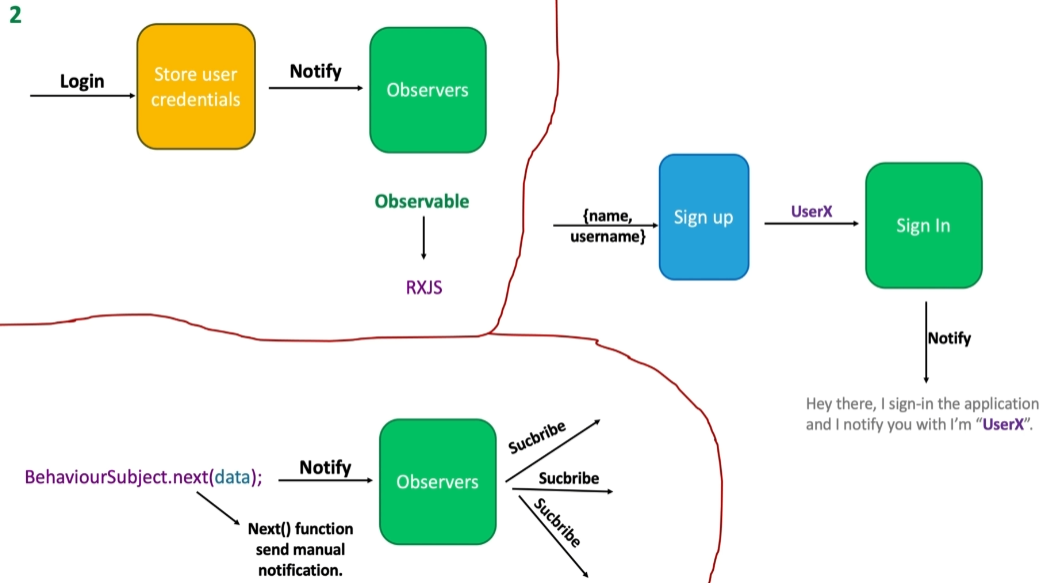 2
Login
Store user
credentials
Notify
Observers
Observable
RXJS
{name,
username}
Sign up
UserX
Sign In
Notify
Hey there, I sign-in the application
and I notify you with I'm “UserX”.
BehaviourSubject.next(data);
Next() function
send manual
notification.
Notify
Observers
Sucbribe
Sucbribe
Sucbribe